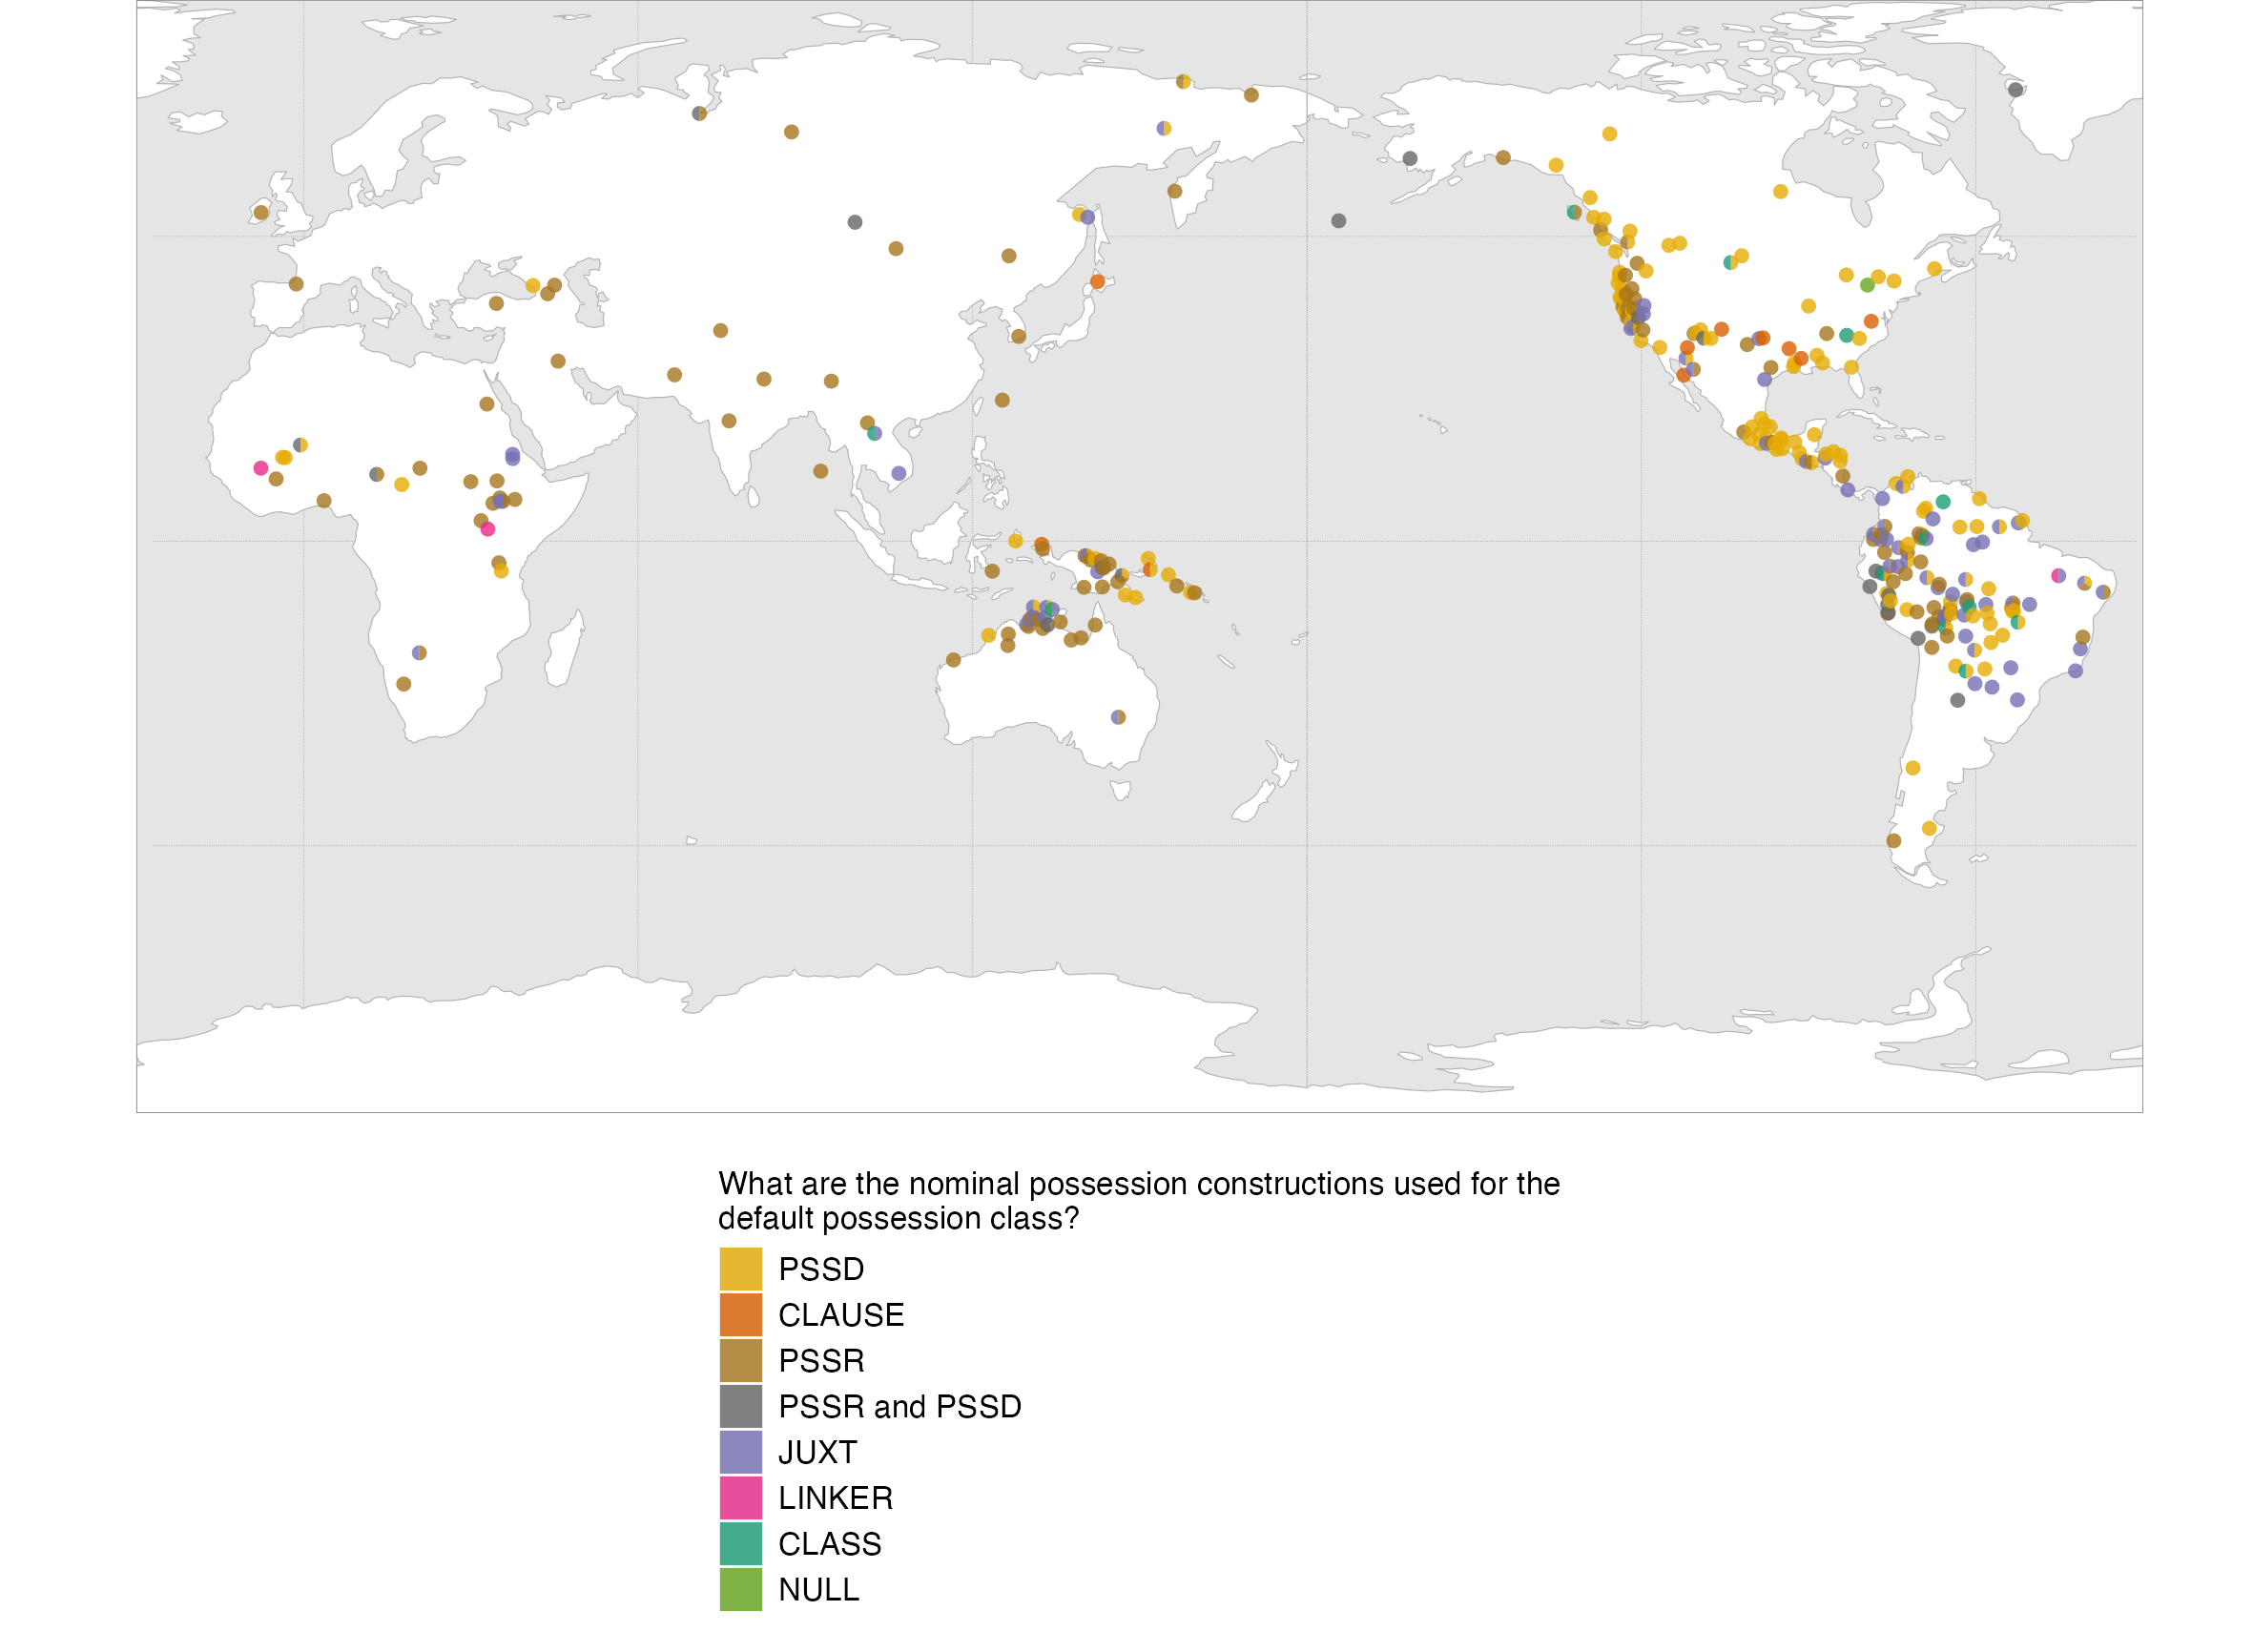 What are the nominal possession constructions used for the
default possession class?
PSSD
CLAUSE
PSSR
PSSR and PSSD
JUXT
LINKER
CLASS
NULL